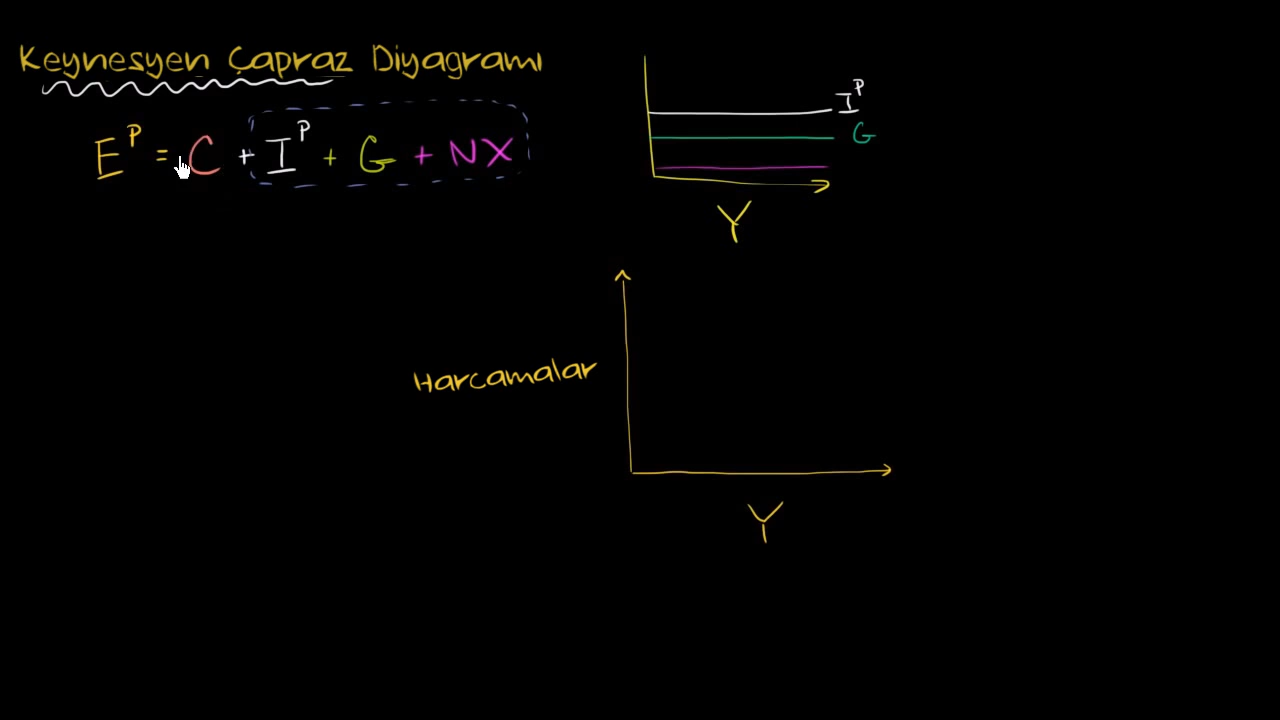 Keynesyen Çapraz Diyagramı
E^P = C + I^P + G + NX
I^P
G
Y
Harcamalar
Y